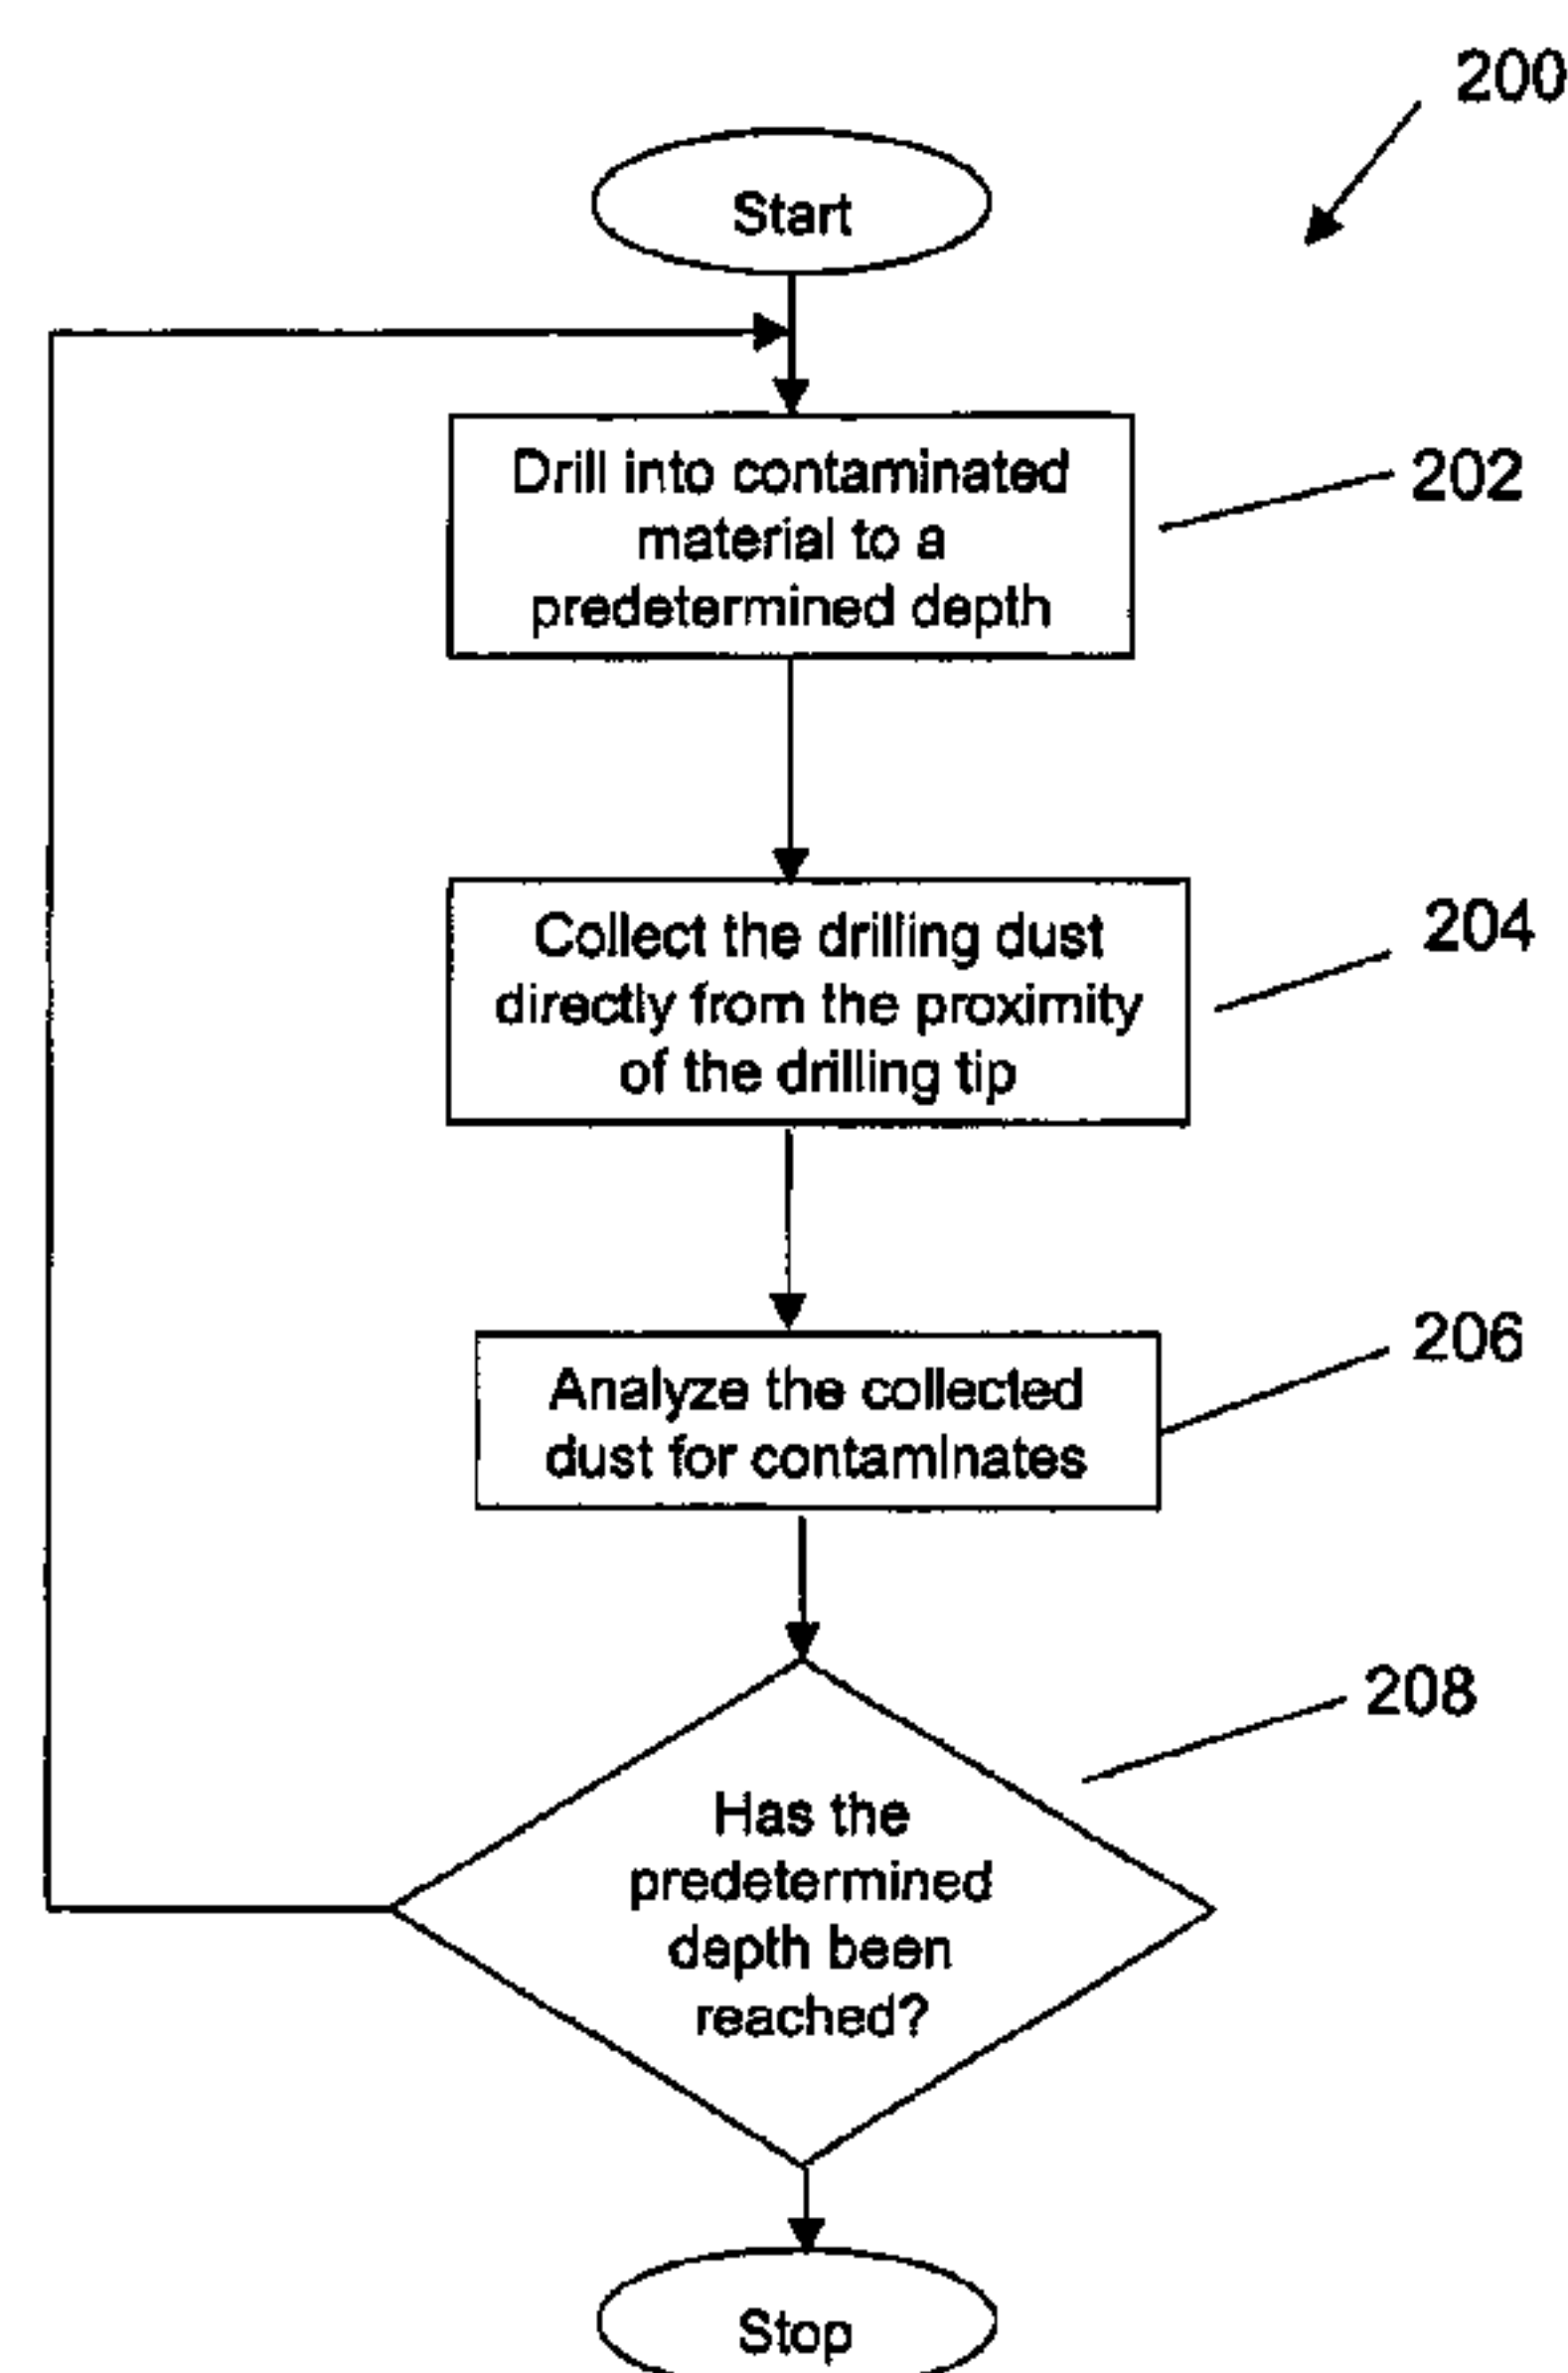 200
Start
Drill into contaminated
material to a
predetermined depth
202
Collect the drilling dust
directly from the proximity
of the drilling tip
204
Analyze the collected
dust for contaminates
206
208
Has the
predetermined
depth been
reached?
Stop